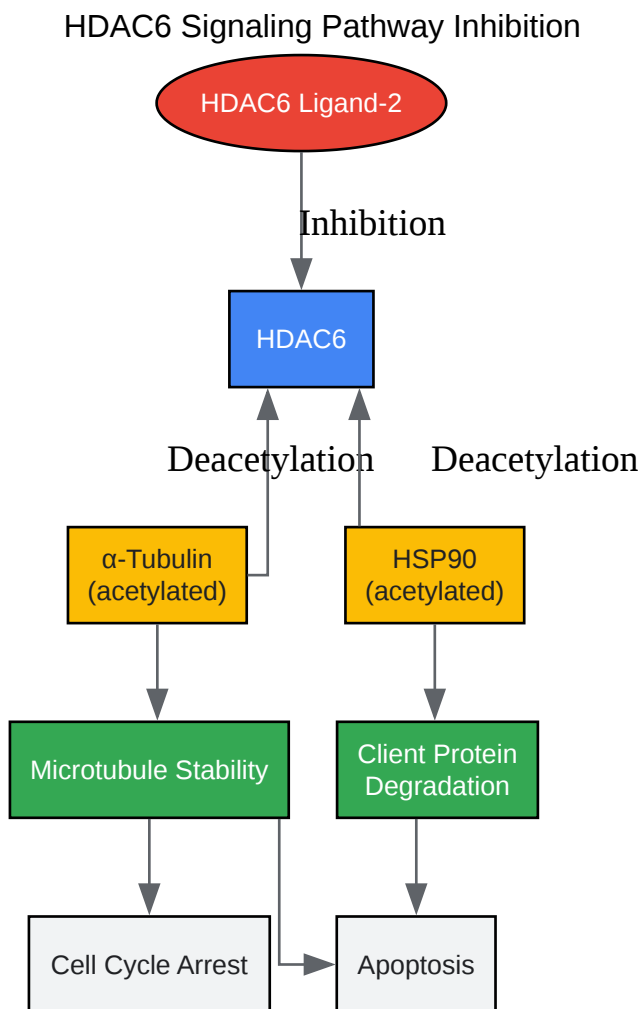 HDAC6 Signaling Pathway Inhibition
HDAC6 Ligand-2
Inhibition
HDAC6
Deacetylation
Deacetylation
α-Tubulin
(acetylated)
HSP90
(acetylated)
Microtubule Stability
Client Protein
Degradation
Cell Cycle Arrest
Apoptosis